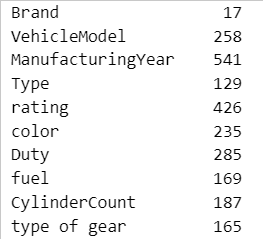 Brand 17
VehicleModel 258
ManufacturingYear 541
Type 129
rating 426
color 235
Duty 285
fuel 169
CylinderCount 187
type of gear 165